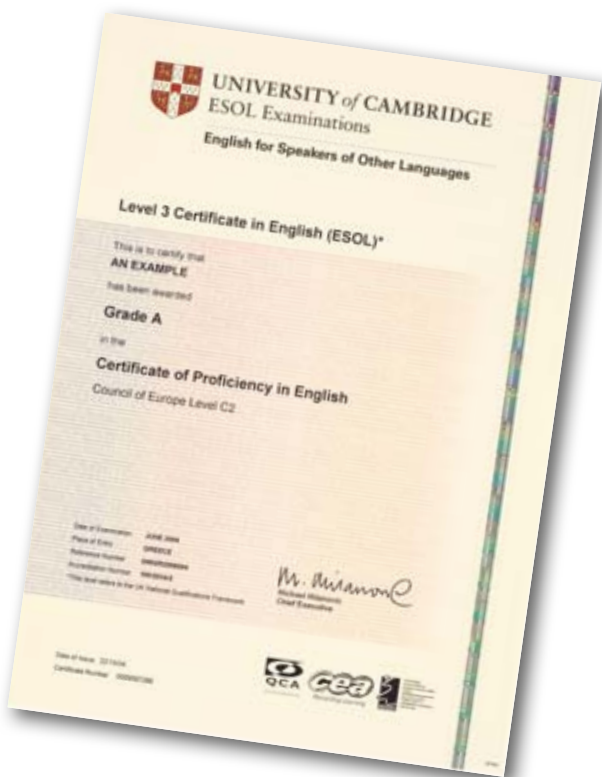 UNIVERSITY of CAMBRIDGE
ESOL Examinations
English for Speakers of Other Languages
Level 3 Certificate in English (ESOL)*
This is to certify that
AN EXAMPLE
has been awarded
Grade A
in the
Certificate of Proficiency in English
Council of Europe Level C2
Date of Examination JUNE
Place of Entry GREECE
Reference Number
Accreditation Number
*This level refers to the UK National Qualifications Framework
Michael Milanovic
Chief Executive
Date of Issue
Certificate Number
QCA
cea